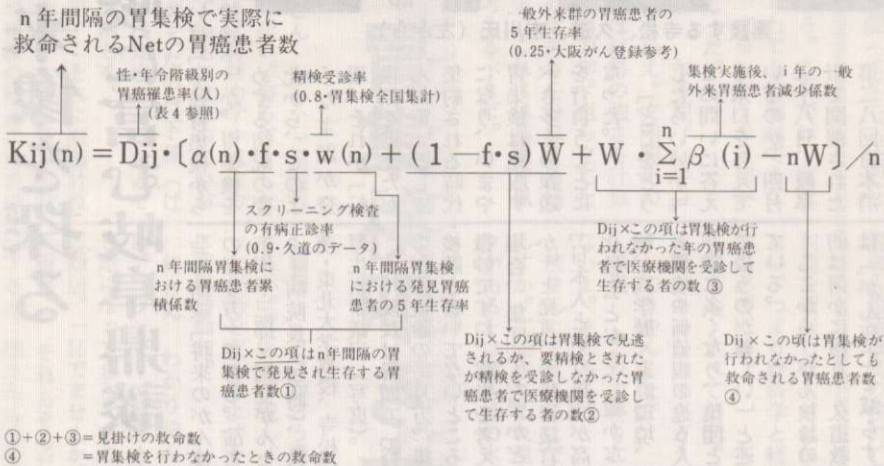 n年間隔の胃集検で実際に
救命されるNetの胃癌患者数
性・年令階級別の
胃癌罹患率(人)
(表4参照)
精検受診率
(0.8・胃集検全国集計)
一般外来群の胃癌患者の
5年生存率
(0.25・大阪がん登録参考)
集検実施後、i年の一般
外来胃癌患者減少係数
Kij(n)＝Dij・〔α(n)・f・s・w(n)＋(1－f・s)W＋W・Σβ(i)－nW〕/n
n
i=1
スクリーニング検査
の有病正診率
(0.9・久道のデータ)
n年間隔胃集検に
おける胃癌患者累
積係数
n年間隔胃集検
における発見胃癌
患者の5年生存率
Dij×この項はn年間隔の胃
集検で発見され生存する胃
癌患者数①
Dij×この項は胃集検で見逃
されるか、要精検とされた
が精検を受診しなかった胃
癌患者で医療機関を受診し
て生存する者の数②
Dij×この項は胃集検が行
われなかった年の胃癌患
者で医療機関を受診して
生存する者の数③
Dij×この頃は胃集検が
行われなかったとしても
救命される胃癌患者数
④
①＋②＋③＝見掛けの救命数
④　　　　＝胃集検を行わなかったときの救命数